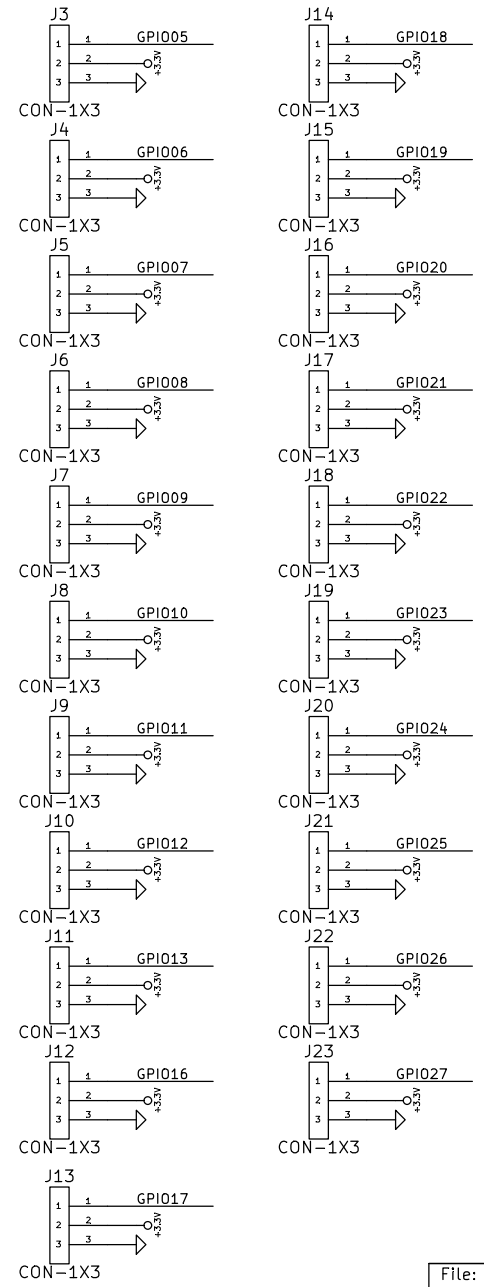 J3
1 1 GPIO05
2 2 +3.3V
3 3
CON-1X3
J4
1 1 GPIO06
2 2 +3.3V
3 3
CON-1X3
J5
1 1 GPIO07
2 2 +3.3V
3 3
CON-1X3
J6
1 1 GPIO08
2 2 +3.3V
3 3
CON-1X3
J7
1 1 GPIO09
2 2 +3.3V
3 3
CON-1X3
J8
1 1 GPIO10
2 2 +3.3V
3 3
CON-1X3
J9
1 1 GPIO11
2 2 +3.3V
3 3
CON-1X3
J10
1 1 GPIO12
2 2 +3.3V
3 3
CON-1X3
J11
1 1 GPIO13
2 2 +3.3V
3 3
CON-1X3
J12
1 1 GPIO16
2 2 +3.3V
3 3
CON-1X3
J13
1 1 GPIO17
2 2 +3.3V
3 3
CON-1X3
J14
1 1 GPIO18
2 2 +3.3V
3 3
CON-1X3
J15
1 1 GPIO19
2 2 +3.3V
3 3
CON-1X3
J16
1 1 GPIO20
2 2 +3.3V
3 3
CON-1X3
J17
1 1 GPIO21
2 2 +3.3V
3 3
CON-1X3
J18
1 1 GPIO22
2 2 +3.3V
3 3
CON-1X3
J19
1 1 GPIO23
2 2 +3.3V
3 3
CON-1X3
J20
1 1 GPIO24
2 2 +3.3V
3 3
CON-1X3
J21
1 1 GPIO25
2 2 +3.3V
3 3
CON-1X3
J22
1 1 GPIO26
2 2 +3.3V
3 3
CON-1X3
J23
1 1 GPIO27
2 2 +3.3V
3 3
CON-1X3
File: